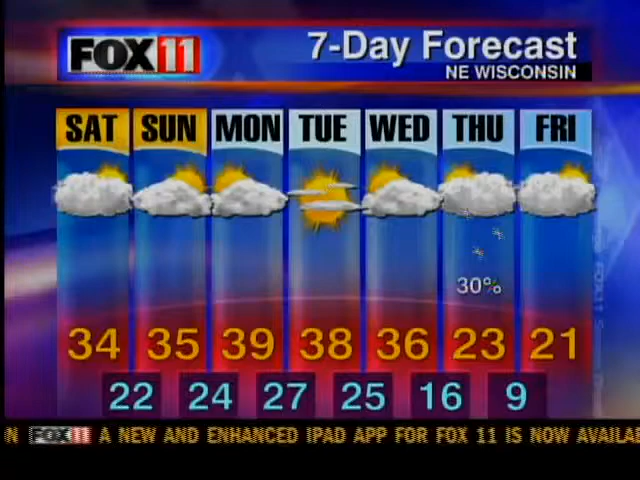 FOX 11
7-Day Forecast
NE WISCONSIN
SAT SUN MON TUE WED THU FRI
30%
34 35 39 38 36 23 21
22 24 27 25 16 9
N FOX 11 A NEW AND ENHANCED IPAD APP FOR FOX 11 IS NOW AVAILA